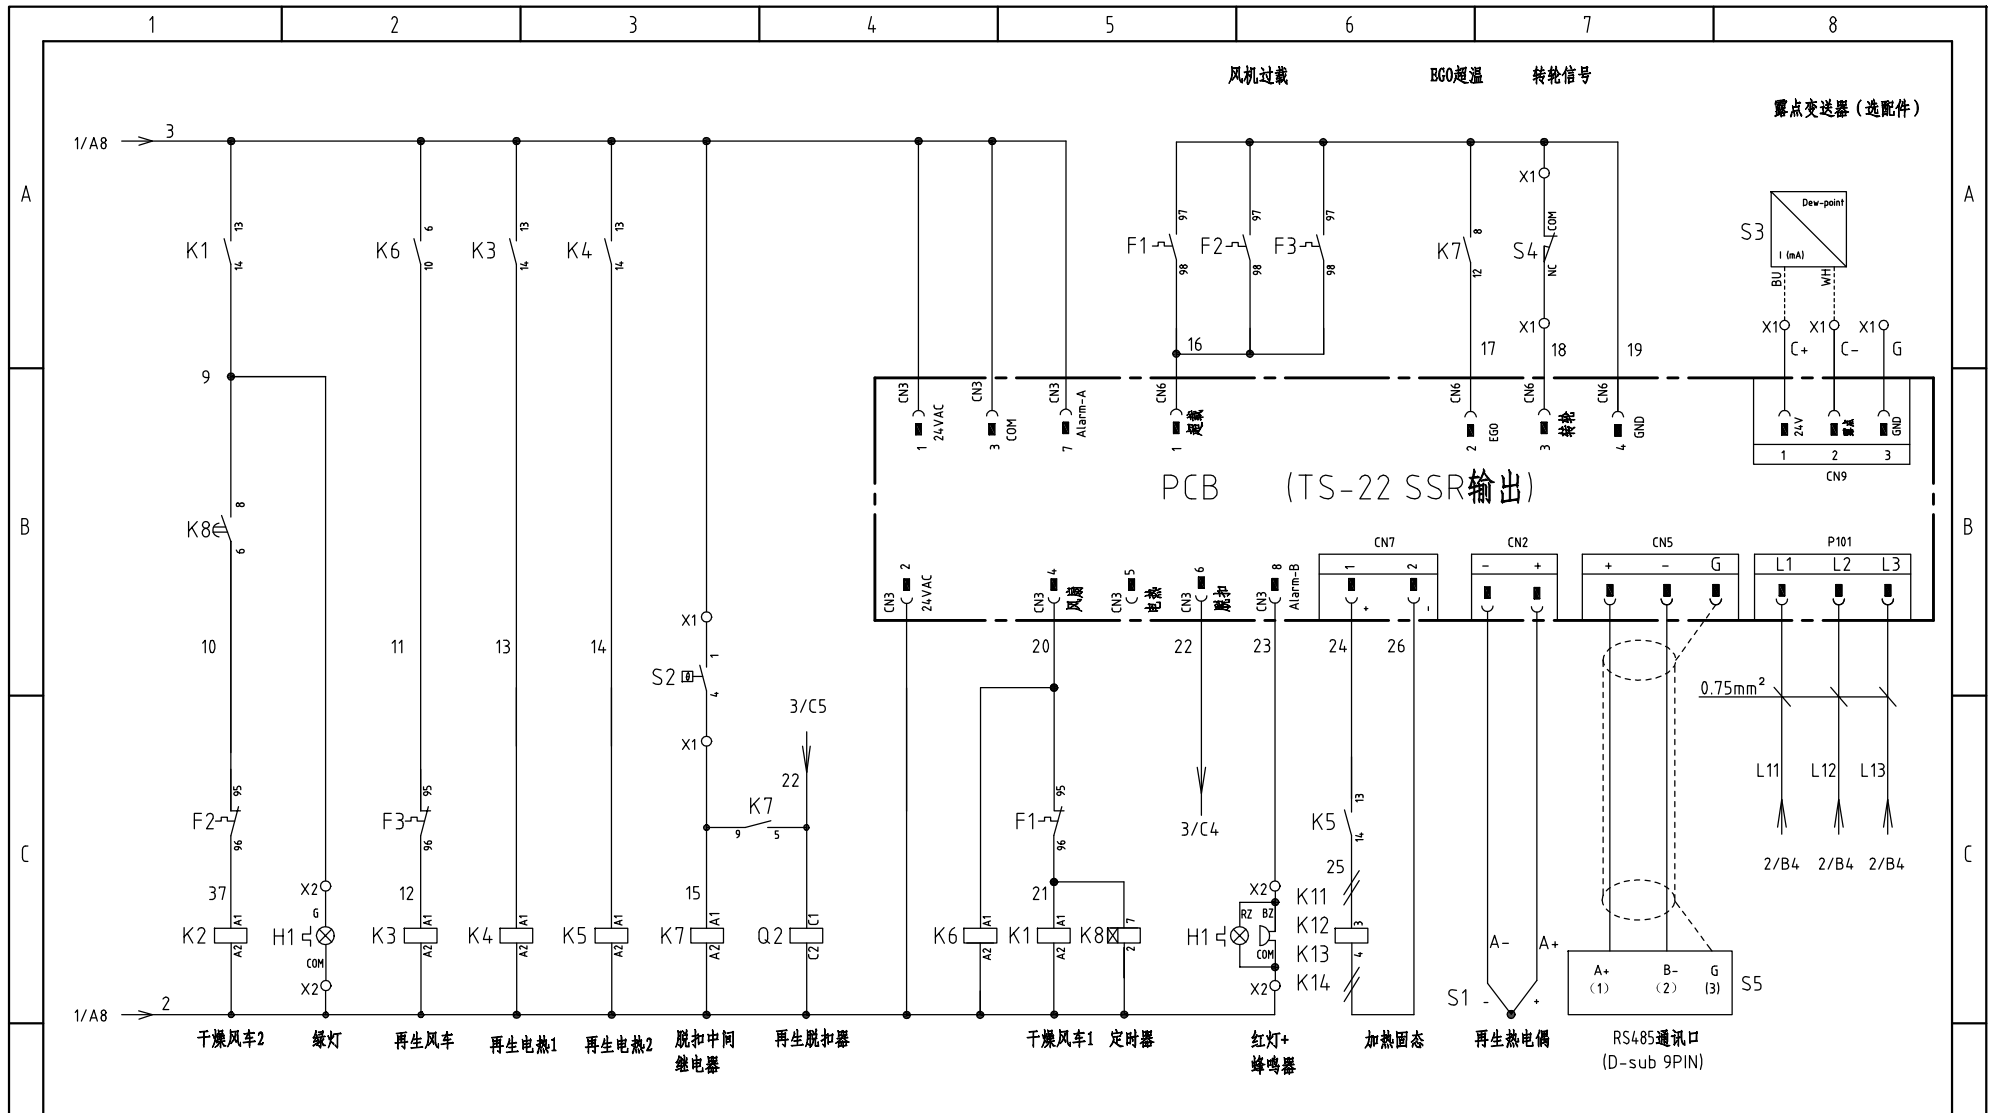 1 2 3 4 5 6 7 8
风机过载 EGO超温 转轮信号
露点变送器（选配件）
1/A8 3
A A
X1
13 6 13 13 97 97 97 8 COM
K1 K6 K3 K4 F1 F2 F3 K7 S4 S3 Dew-point
I (mA)
14 10 14 14 98 98 98 12 NC BU WH
X1 X1 X1 X1
16 17 18 19 C+ C- G
9
CN3 CN3 CN3 CN6 CN6 CN6 CN6
24VAC COM Alarm-A 超载 EGO 转轮 GND 24V 露点 GND
1 3 7 1 2 3 4 1 2 3
CN9
PCB (TS-22 SSR输出)
8
B K8 B
6
CN7 CN2 CN5 P101
2 4 5 6 8 1 2 - + + - G L1 L2 L3
CN3 24VAC CN3 风扇 CN3 电热 CN3 脱扣 CN3 Alarm-B + -
X1
10 11 13 14 20 22 23 24 26
1
S2
4
0.75mm²
3/C5
X1
22
L11 L12 L13
95 95 K7 95 13
F2 F3 9 5 F1 3/C4 K5
96 96 96 14
C C
2/B4 2/B4 2/B4
25
37 X2 12 15 21 X2 K11
G RZ BZ
A1 A1 A1 A1 A1 C1 A1 A1 7 3
K2 H1 K3 K4 K5 K7 Q2 K6 K1 K8 H1 K12
A2 A2 A2 A2 A2 C2 A2 A2 2 4
COM COM K13
A- A+
X2 X2 K14
A+ B- G
(1) (2) (3) S5
S1 - +
1/A8 2
干燥风车2 绿灯 再生风车 再生电热1 再生电热2 脱扣中间 再生脱扣器 干燥风车1 定时器 红灯+ 加热固态 再生热电偶 RS485通讯口
继电器 蜂鸣器 (D-sub 9PIN)